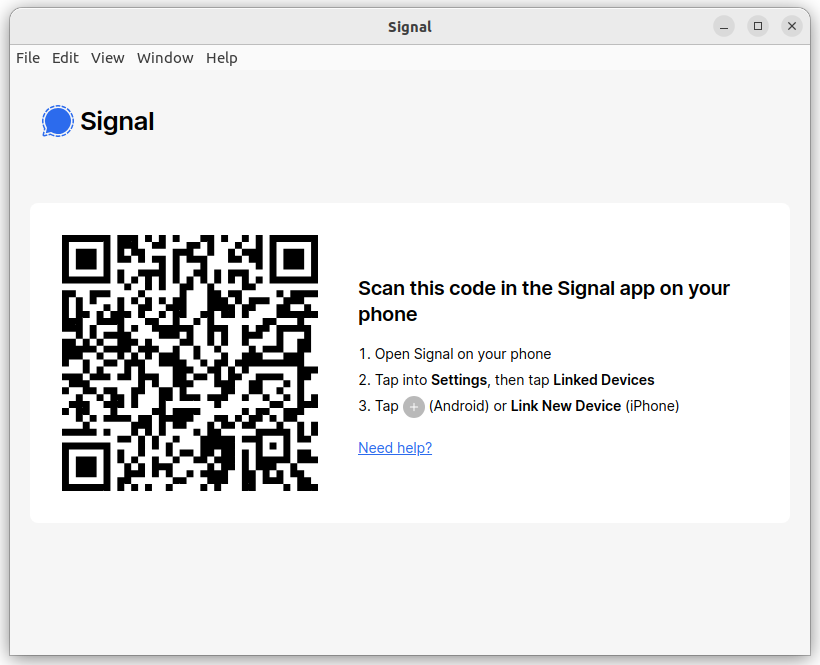 Signal
File Edit View Window Help
Signal
Scan this code in the Signal app on your
phone
1. Open Signal on your phone
2. Tap into Settings, then tap Linked Devices
3. Tap + (Android) or Link New Device (iPhone)
Need help?